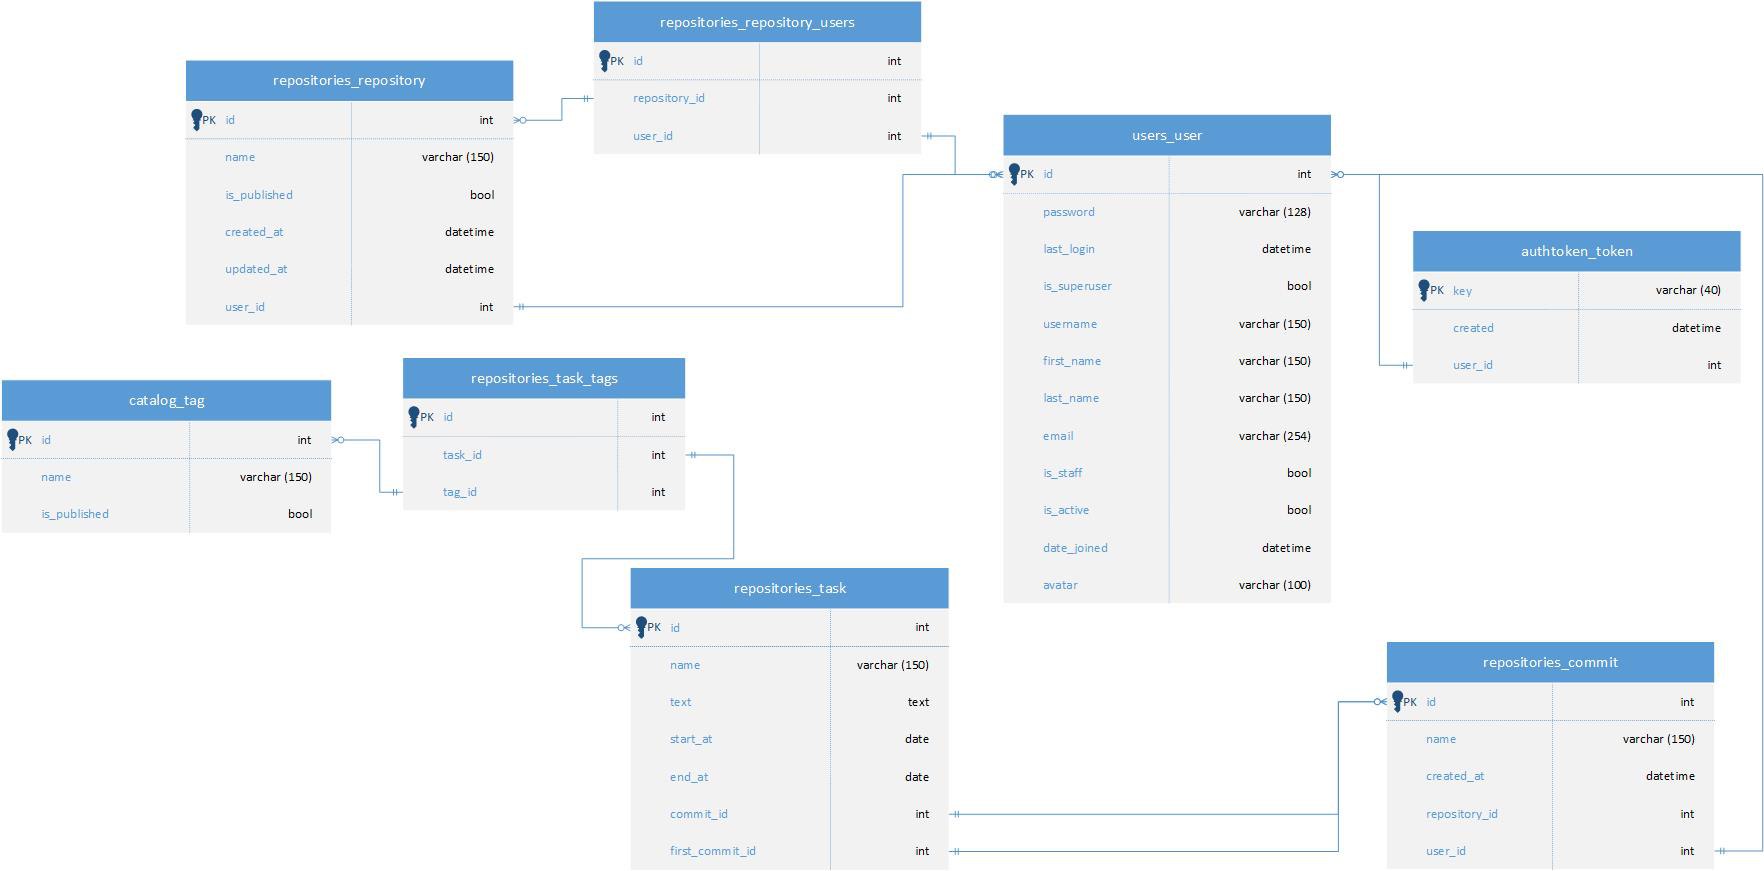 repositories_repository_users
PK id int
repository_id int
user_id int
repositories_repository
PK id int
name varchar (150)
is_published bool
created_at datetime
updated_at datetime
user_id int
users_user
PK id int
password varchar (128)
last_login datetime
is_superuser bool
username varchar (150)
first_name varchar (150)
last_name varchar (150)
email varchar (254)
is_staff bool
is_active bool
date_joined datetime
avatar varchar (100)
authtoken_token
PK key varchar (40)
created datetime
user_id int
catalog_tag
PK id int
name varchar (150)
is_published bool
repositories_task_tags
PK id int
task_id int
tag_id int
repositories_task
PK id int
name varchar (150)
text text
start_at date
end_at date
commit_id int
first_commit_id int
repositories_commit
PK id int
name varchar (150)
created_at datetime
repository_id int
user_id int